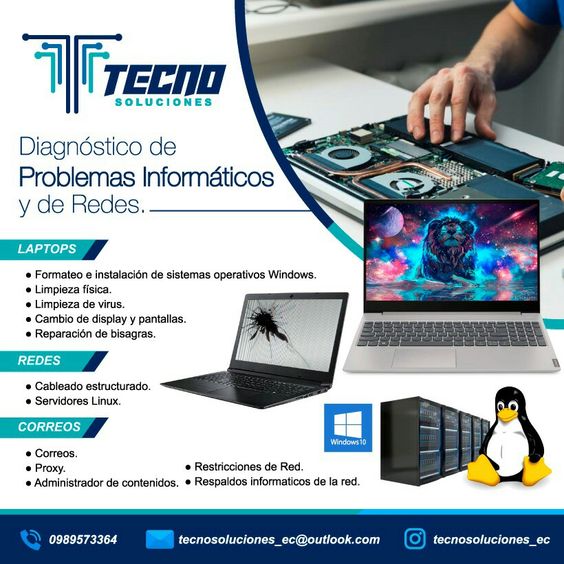 TECNO
SOLUCIONES
Diagnóstico de
Problemas Informáticos
y de Redes.
LAPTOPS
● Formateo e instalación de sistemas operativos Windows.
● Limpieza física.
● Limpieza de virus.
● Cambio de display y pantallas.
● Reparación de bisagras.
REDES
● Cableado estructurado.
● Servidores Linux.
CORREOS
● Correos.
● Proxy.
● Administrador de contenidos.
● Restricciones de Red.
● Respaldos informaticos de la red.
Windows 10
0989573364
tecnosoluciones_ec@outlook.com
tecnosoluciones_ec